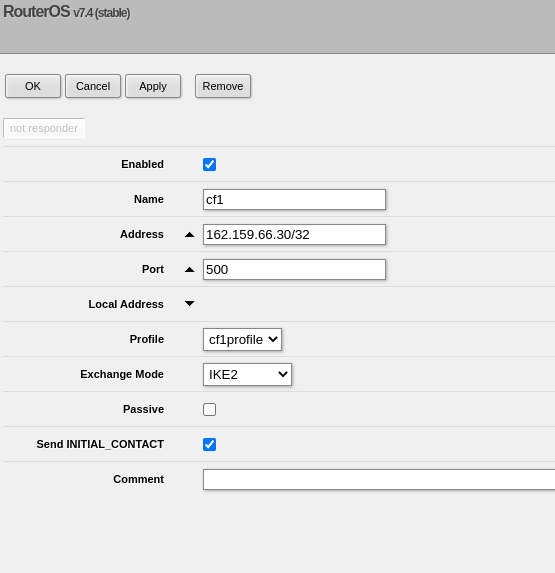 RouterOS v7.4 (stable)
OK Cancel Apply Remove
not responder
Enabled
Name cf1
Address 162.159.66.30/32
Port 500
Local Address
Profile cf1profile
Exchange Mode IKE2
Passive
Send INITIAL_CONTACT
Comment